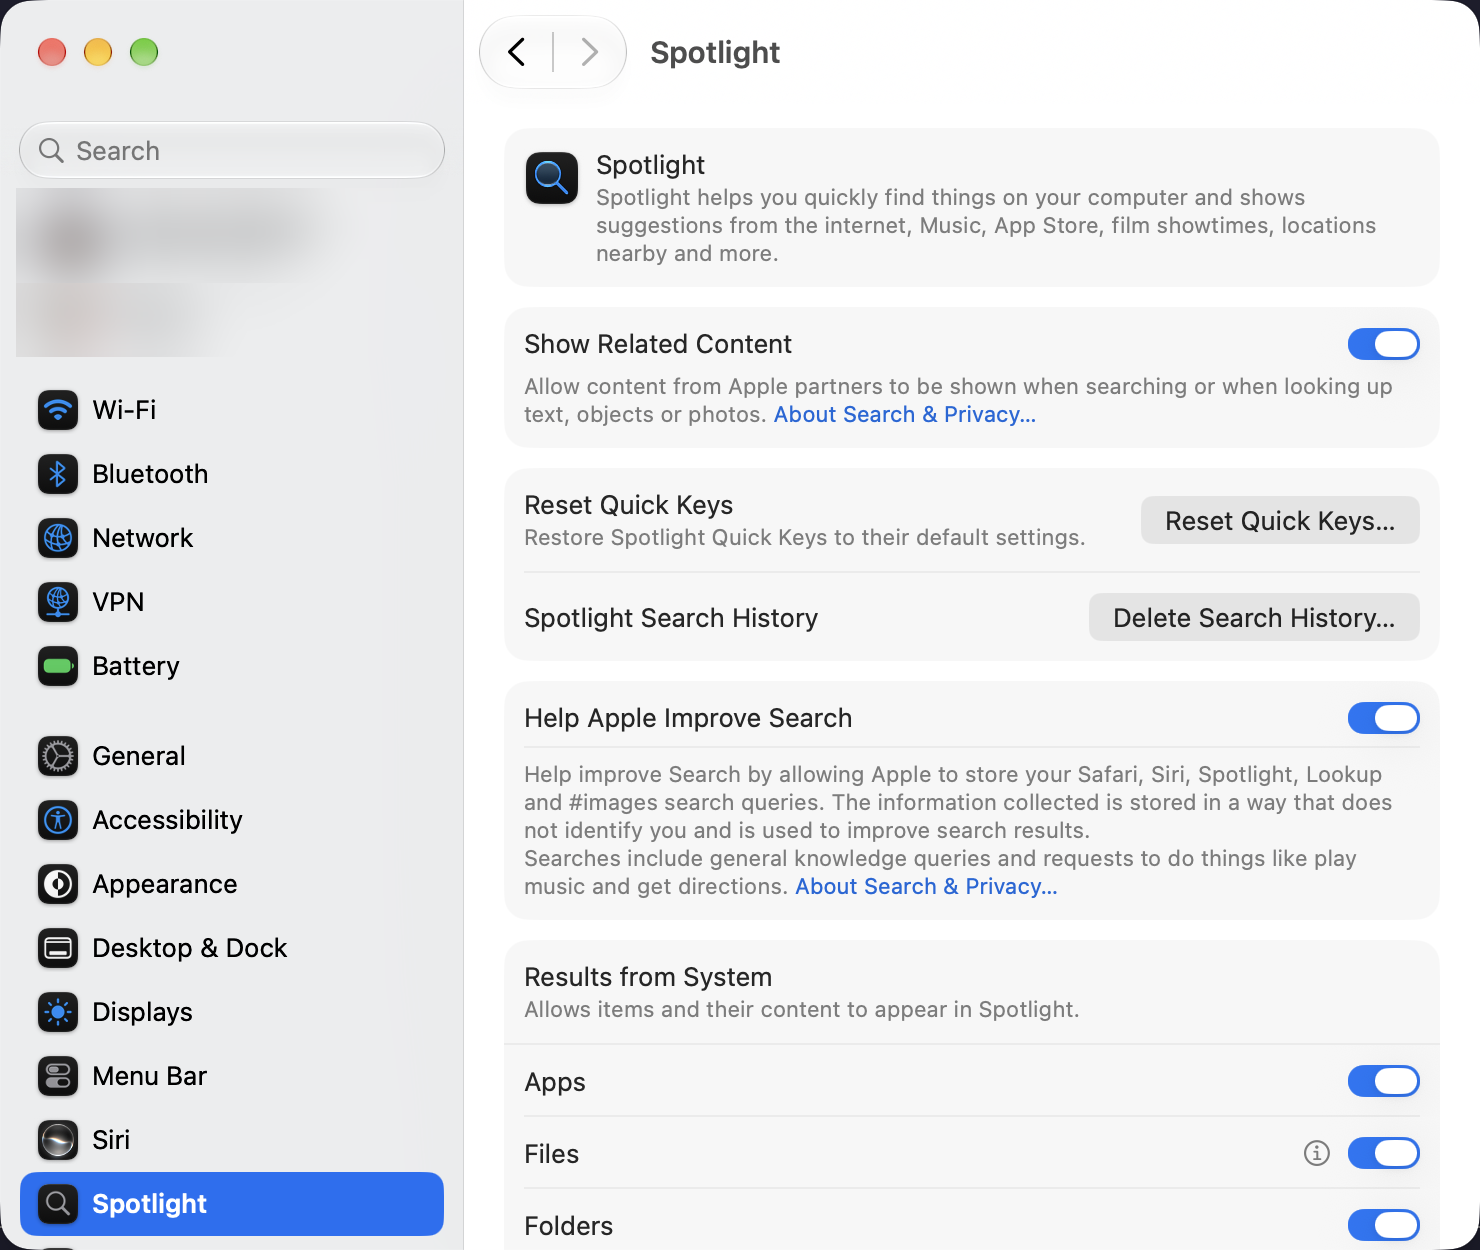 Search
Wi-Fi
Bluetooth
Network
VPN
Battery
General
Accessibility
Appearance
Desktop & Dock
Displays
Menu Bar
Siri
Spotlight
Spotlight
Spotlight
Spotlight helps you quickly find things on your computer and shows
suggestions from the internet, Music, App Store, film showtimes, locations
nearby and more.
Show Related Content
Allow content from Apple partners to be shown when searching or when looking up
text, objects or photos. About Search & Privacy...
Reset Quick Keys
Restore Spotlight Quick Keys to their default settings.
Reset Quick Keys...
Spotlight Search History
Delete Search History...
Help Apple Improve Search
Help improve Search by allowing Apple to store your Safari, Siri, Spotlight, Lookup
and #images search queries. The information collected is stored in a way that does
not identify you and is used to improve search results.
Searches include general knowledge queries and requests to do things like play
music and get directions. About Search & Privacy...
Results from System
Allows items and their content to appear in Spotlight.
Apps
Files
Folders